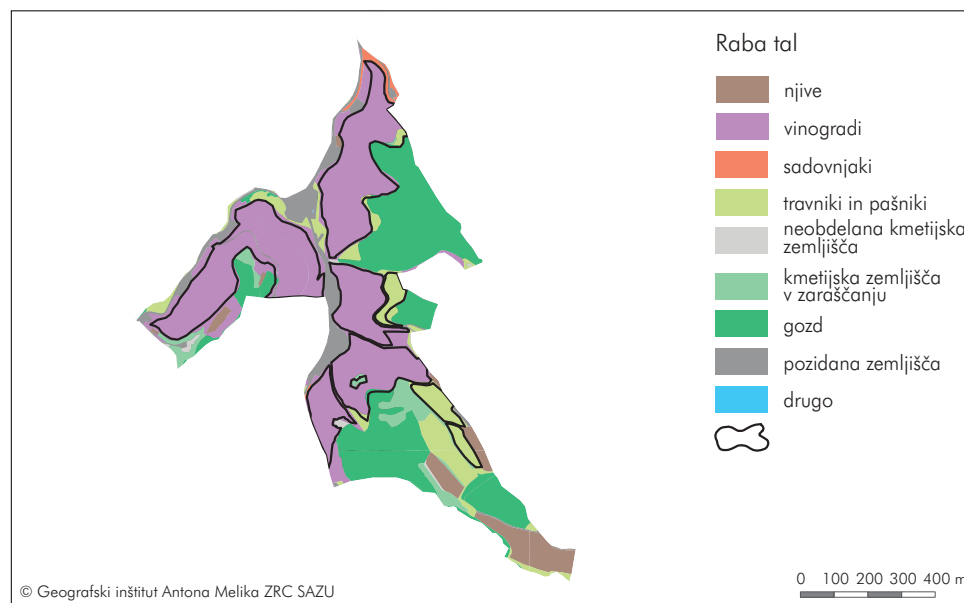 Raba tal
njive
vinogradi
sadovnjaki
travniki in pašniki
neobdelana kmetijska
zemljišča
kmetijska zemljišča
v zaraščanju
gozd
pozidana zemljišča
drugo
0 100 200 300 400 m
© Geografski inštitut Antona Melika ZRC SAZU